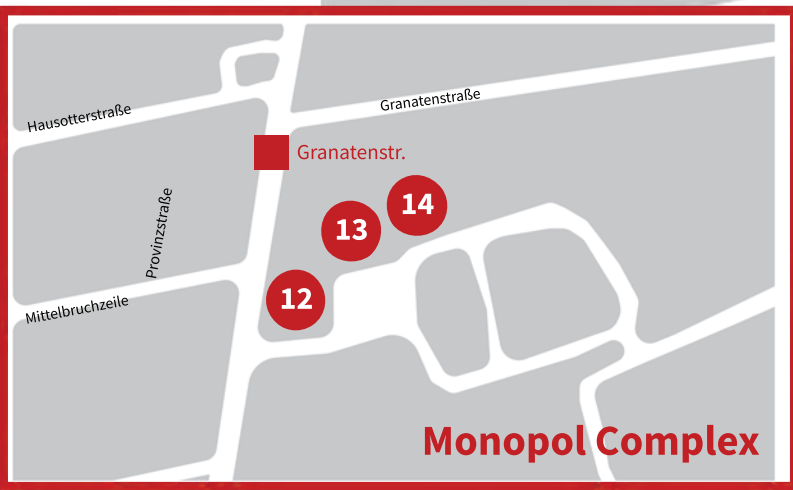 Granatenstraße
Hausotterstraße
Granatenstr.
Provinzstraße
14
13
12
Mittelbruchzeile
Monopol Complex